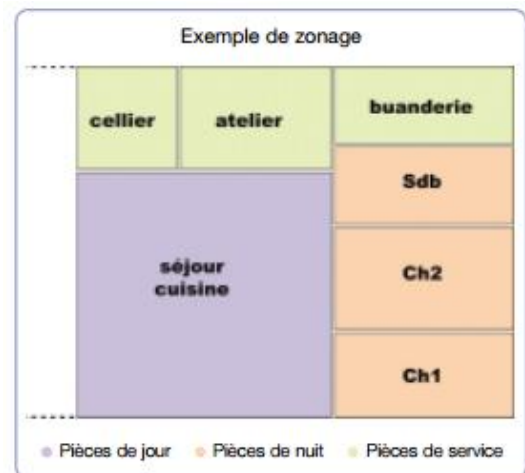 Exemple de zonage
cellier
atelier
buanderie
Sdb
séjour
cuisine
Ch2
Ch1
Pièces de jour
Pièces de nuit
Pièces de service